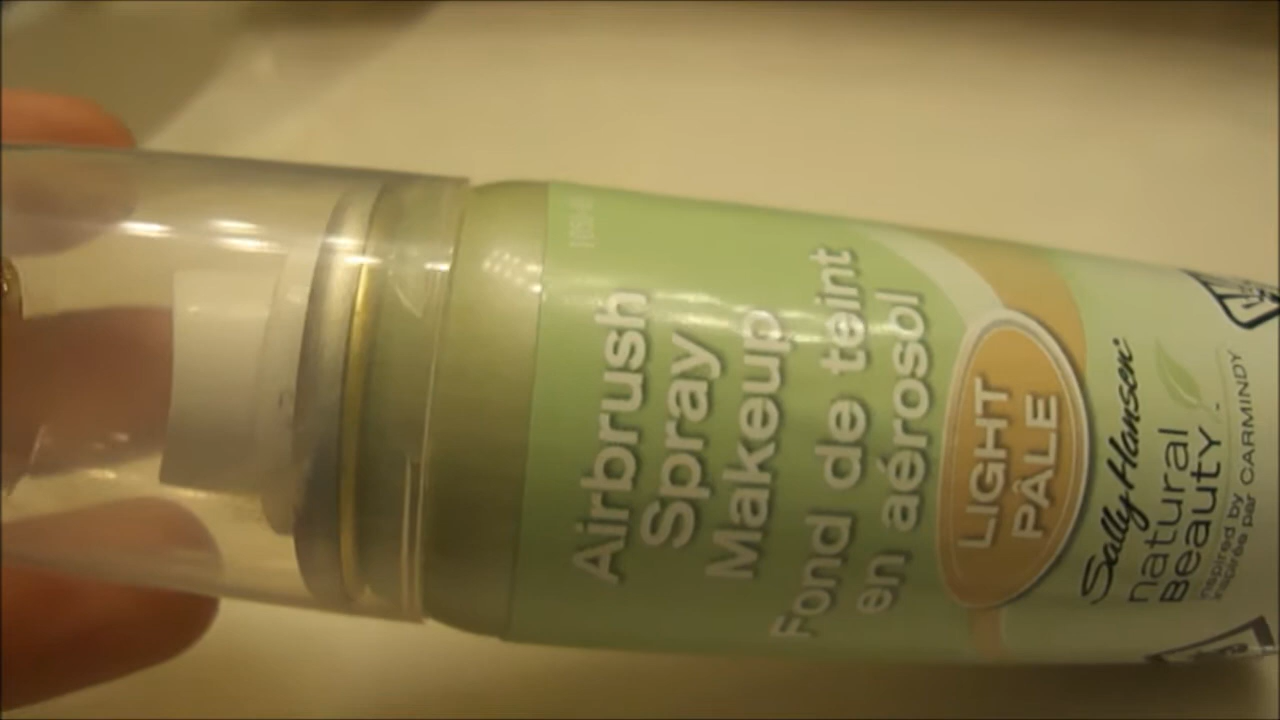 Airbrush
Spray
Makeup
Fond de teint
en aérosol
LIGHT
PÂLE
Sally Hansen®
natural
Beauty
inspired by
inspirée par CARMINDY